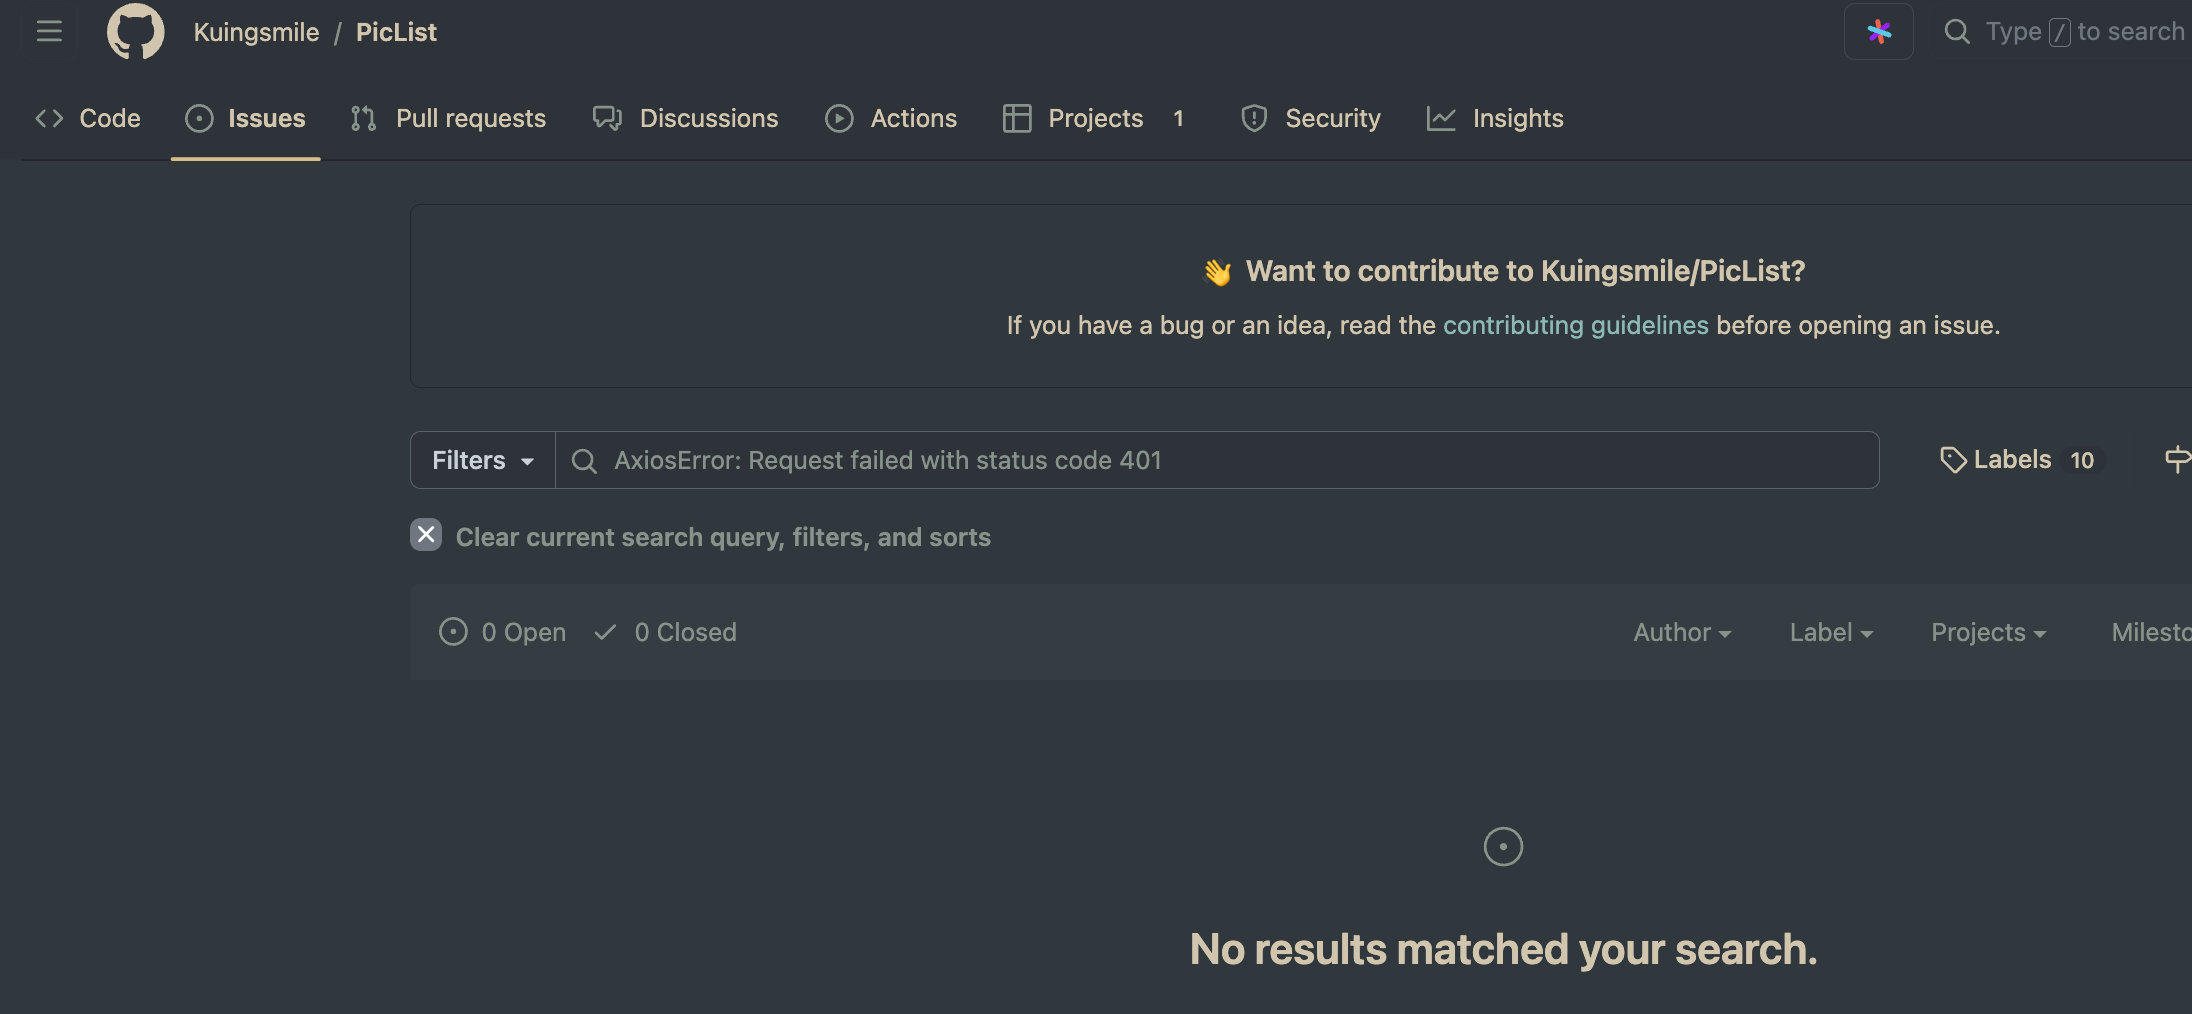 Kuingsmile / PicList
Type / to search
Code Issues Pull requests Discussions Actions Projects 1 Security Insights
👋 Want to contribute to Kuingsmile/PicList?
If you have a bug or an idea, read the contributing guidelines before opening an issue.
Filters AxiosError: Request failed with status code 401 Labels 10
Clear current search query, filters, and sorts
0 Open 0 Closed Author Label Projects Milesto
No results matched your search.